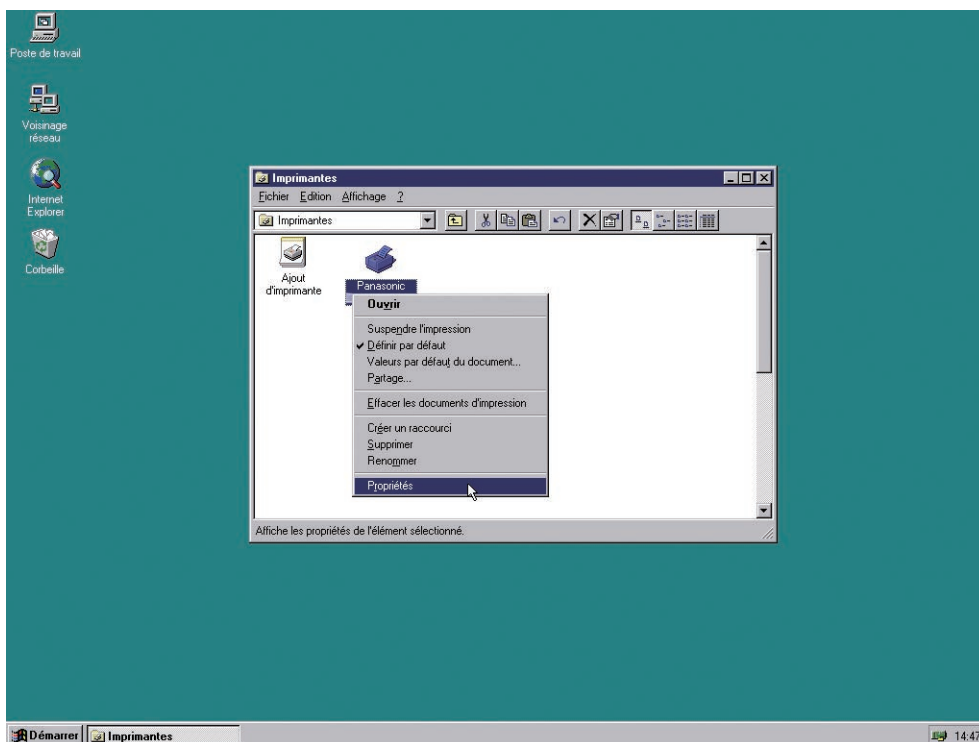 Poste de travail
Voisinage
réseau
Internet
Explorer
Corbeille
Imprimantes
Fichier Edition Affichage ?
Imprimantes
Ajout
d'imprimante
Panasonic
Ouvrir
Suspendre l'impression
Définir par défaut
Valeurs par défaut du document...
Partage...
Effacer les documents d'impression
Créer un raccourci
Supprimer
Renommer
Propriétés
Affiche les propriétés de l'élément sélectionné.
Démarrer Imprimantes